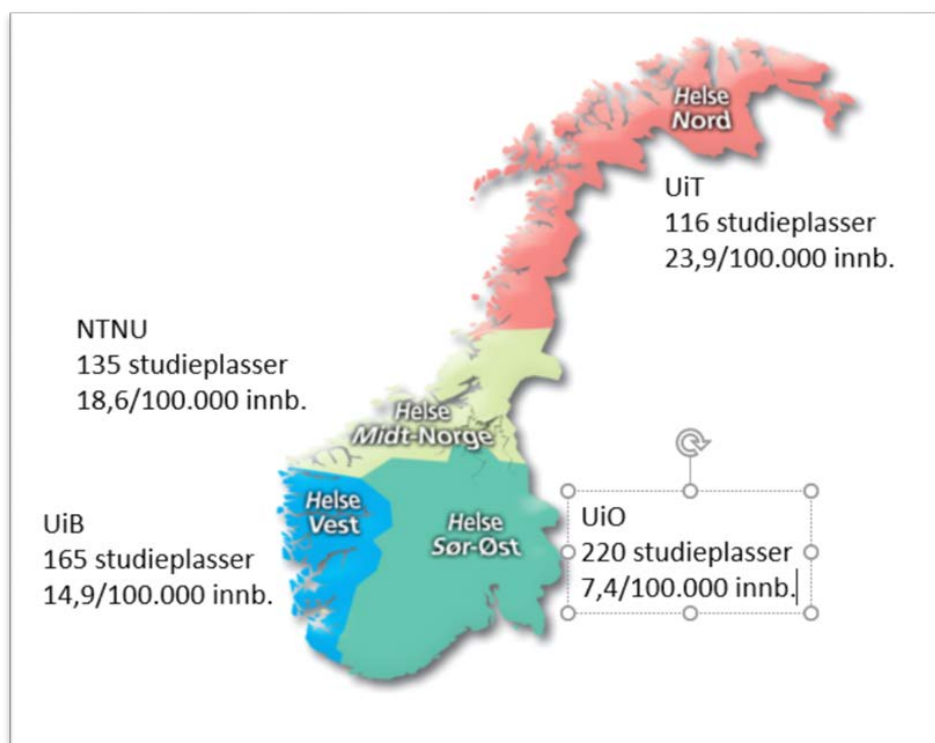 Helse
Nord
UiT
116 studieplasser
23,9/100.000 innb.
NTNU
135 studieplasser
18,6/100.000 innb.
Helse
Midt-Norge
Helse
Vest
Helse
Sør-Øst
UiB
165 studieplasser
14,9/100.000 innb.
UiO
220 studieplasser
7,4/100.000 innb.